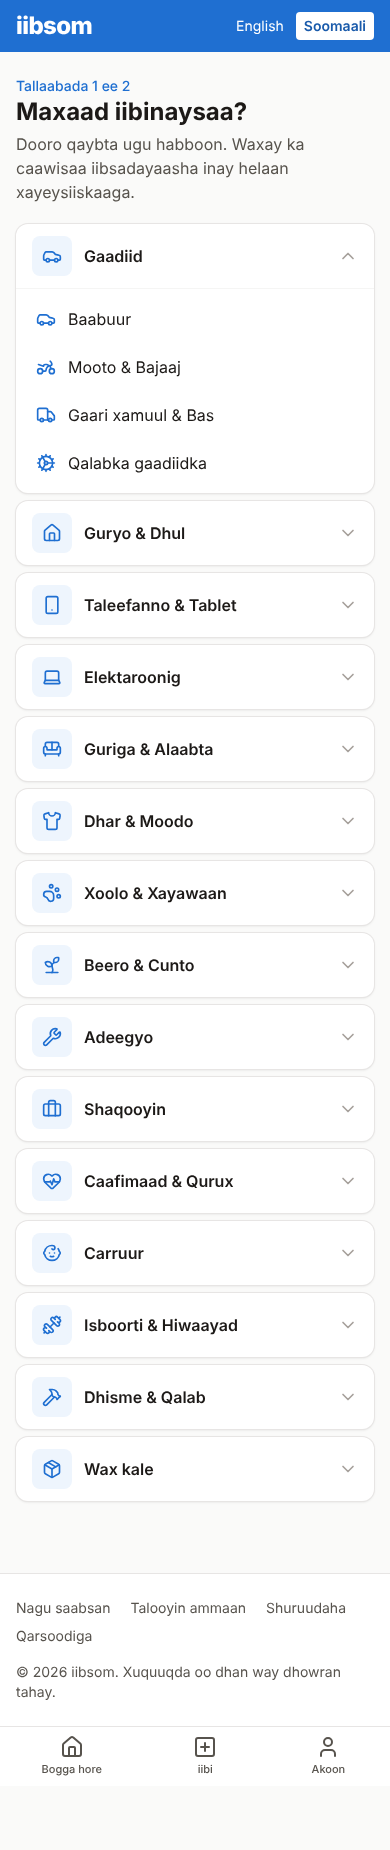 iibsom
English
Soomaali
Tallaabada 1 ee 2
Maxaad iibinaysaa?
Dooro qaybta ugu habboon. Waxay ka
caawisaa iibsadayaasha inay helaan
xayeysiiskaaga.
Gaadiid
Baabuur
Mooto & Bajaaj
Gaari xamuul & Bas
Qalabka gaadiidka
Guryo & Dhul
Taleefanno & Tablet
Elektaroonig
Guriga & Alaabta
Dhar & Moodo
Xoolo & Xayawaan
Beero & Cunto
Adeegyo
Shaqooyin
Caafimaad & Qurux
Carruur
Isboorti & Hiwaayad
Dhisme & Qalab
Wax kale
Nagu saabsan
Talooyin ammaan
Shuruudaha
Qarsoodiga
© 2026 iibsom. Xuquuqda oo dhan way dhowran
tahay.
Bogga hore
iibi
Akoon